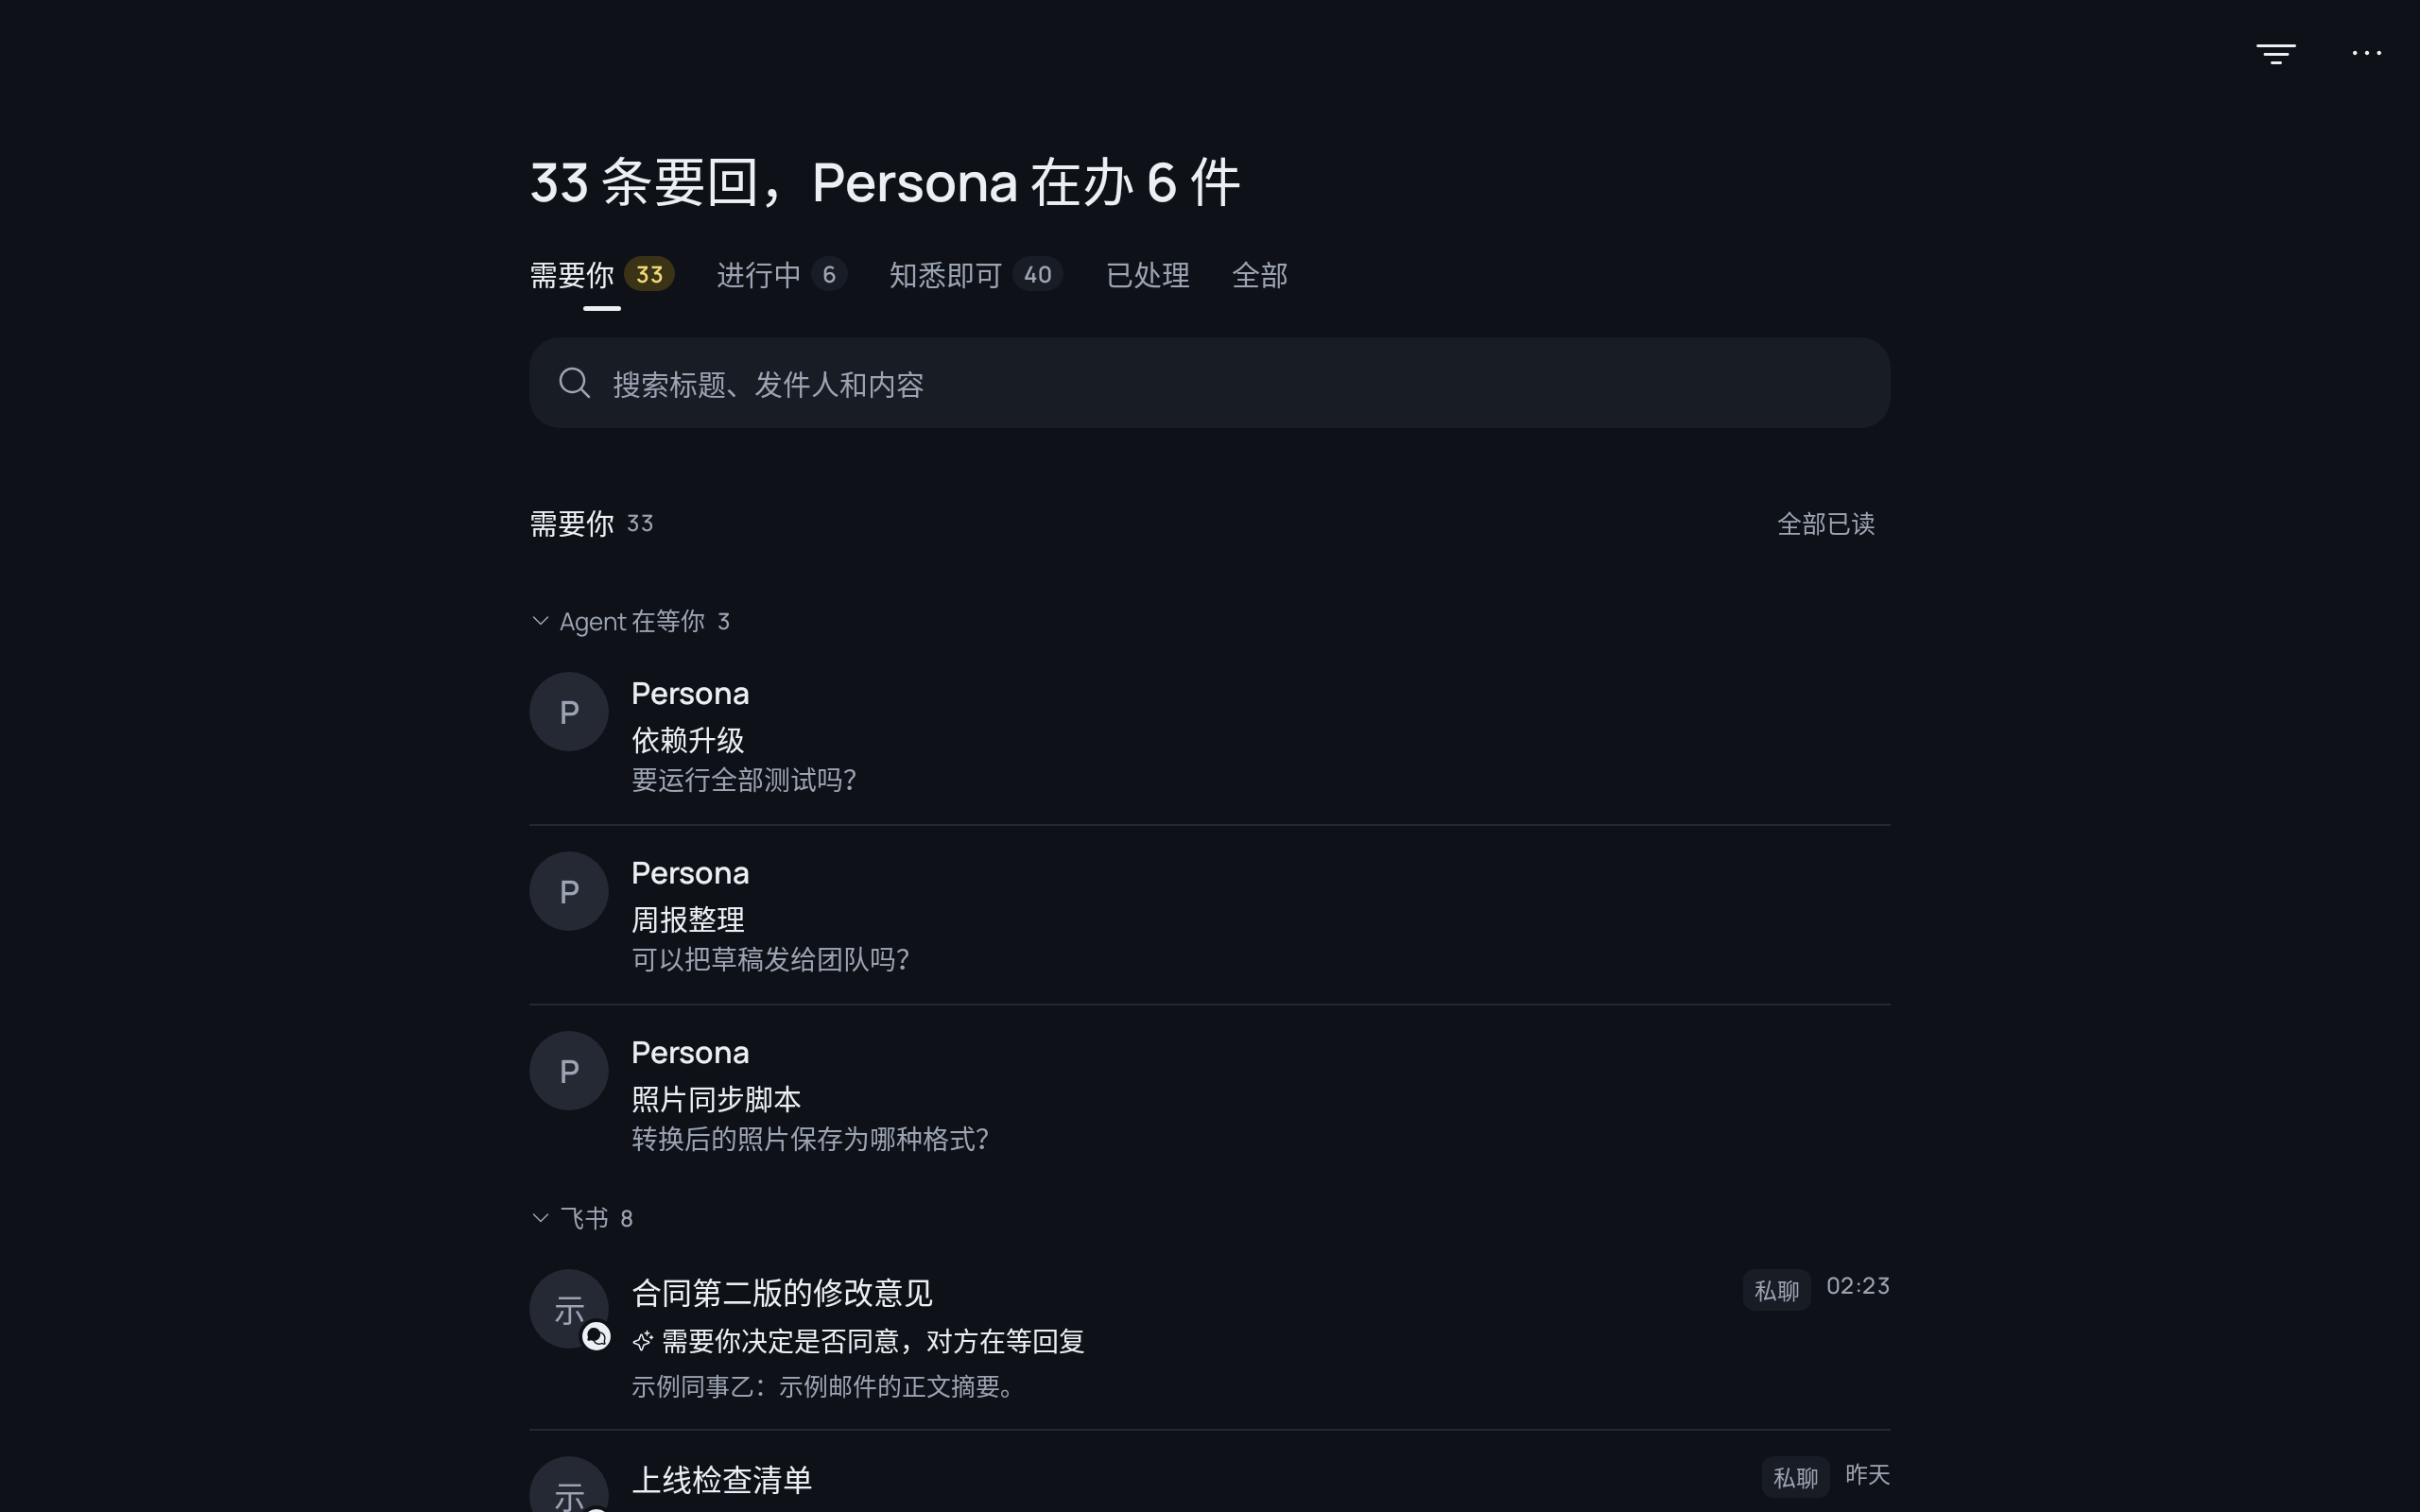 33 条要回，Persona 在办 6 件
需要你 33 进行中 6 知悉即可 40 已处理 全部
搜索标题、发件人和内容
需要你 33 全部已读
Agent 在等你 3
P Persona
依赖升级
要运行全部测试吗？
P Persona
周报整理
可以把草稿发给团队吗？
P Persona
照片同步脚本
转换后的照片保存为哪种格式？
飞书 8
示 合同第二版的修改意见 私聊 02:23
需要你决定是否同意，对方在等回复
示例同事乙：示例邮件的正文摘要。
示 上线检查清单 私聊 昨天